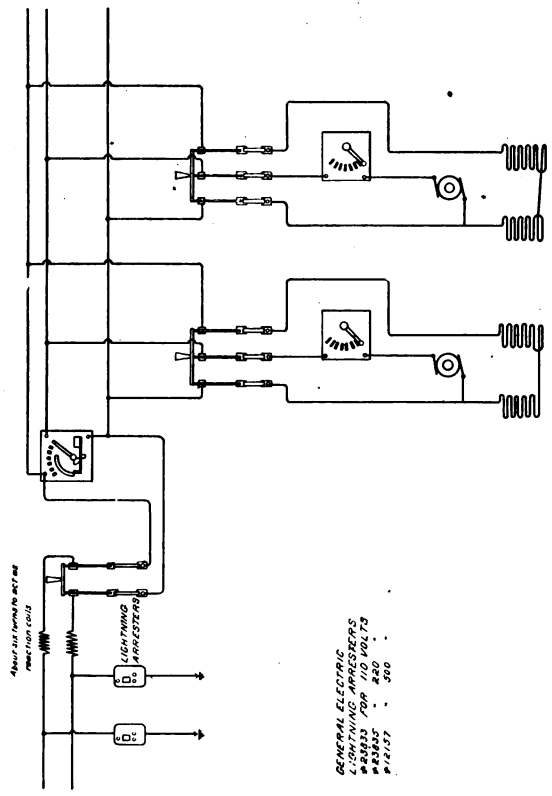 About six turns to act as
reaction coils
LIGHTNING
ARRESTERS
GENERAL ELECTRIC
LIGHTNING ARRESTERS
#23833 FOR 110 VOLTS
#23835 " 220 "
#12157 " 500 "